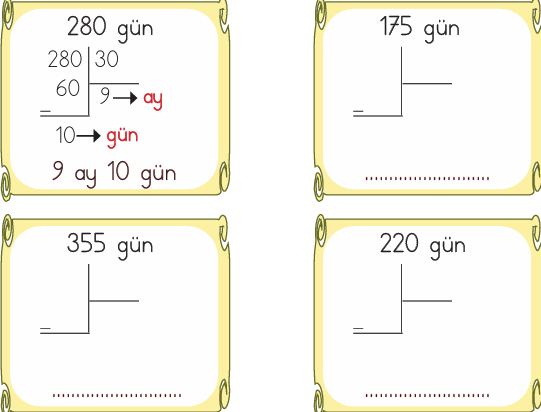 280 gün
280 30
60
9 → ay
10 → gün
9 ay 10 gün
175 gün
..........................
355 gün
..........................
220 gün
..........................